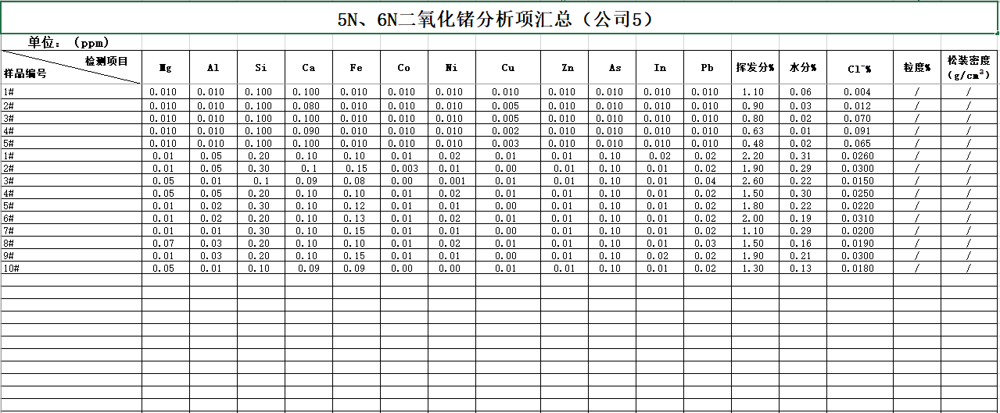 5N、6N二氧化锗分析项汇总（公司5）
单位：（ppm）
检测项目 样品编号 Mg Al Si Ca Fe Co Ni Cu Zn As In Pb 挥发分% 水分% Cl⁻% 粒度% 松装密度（g/cm³）
1# 0.010 0.010 0.100 0.100 0.010 0.010 0.010 0.010 0.010 0.010 0.010 0.010 1.10 0.06 0.004 / /
2# 0.010 0.010 0.100 0.080 0.010 0.010 0.010 0.005 0.010 0.010 0.010 0.010 0.90 0.03 0.012 / /
3# 0.010 0.010 0.100 0.100 0.010 0.010 0.010 0.005 0.010 0.010 0.010 0.010 0.80 0.02 0.070 / /
4# 0.010 0.010 0.100 0.090 0.010 0.010 0.010 0.002 0.010 0.010 0.010 0.010 0.63 0.01 0.091 / /
5# 0.010 0.010 0.100 0.100 0.010 0.010 0.010 0.003 0.010 0.010 0.010 0.010 0.48 0.02 0.065 / /
1# 0.01 0.05 0.20 0.10 0.10 0.01 0.02 0.01 0.01 0.10 0.02 0.02 2.20 0.31 0.0260 / /
2# 0.01 0.05 0.30 0.1 0.15 0.003 0.01 0.00 0.01 0.10 0.01 0.02 1.90 0.29 0.0300 / /
3# 0.05 0.01 0.1 0.09 0.08 0.00 0.001 0.01 0.01 0.10 0.01 0.04 2.60 0.22 0.0150 / /
4# 0.05 0.05 0.20 0.10 0.10 0.01 0.02 0.01 0.01 0.10 0.01 0.02 1.50 0.30 0.0250 / /
5# 0.01 0.02 0.30 0.10 0.12 0.01 0.01 0.00 0.01 0.10 0.01 0.02 1.80 0.22 0.0220 / /
6# 0.01 0.02 0.20 0.10 0.13 0.01 0.02 0.01 0.01 0.10 0.01 0.02 2.00 0.19 0.0310 / /
7# 0.01 0.01 0.30 0.10 0.15 0.01 0.01 0.00 0.01 0.10 0.01 0.02 1.10 0.29 0.0200 / /
8# 0.07 0.03 0.20 0.10 0.10 0.01 0.02 0.01 0.01 0.10 0.01 0.03 1.50 0.16 0.0190 / /
9# 0.01 0.03 0.20 0.10 0.15 0.01 0.01 0.00 0.01 0.10 0.02 0.02 1.90 0.21 0.0300 / /
10# 0.05 0.01 0.10 0.09 0.09 0.00 0.00 0.01 0.01 0.10 0.01 0.02 1.30 0.13 0.0180 / /